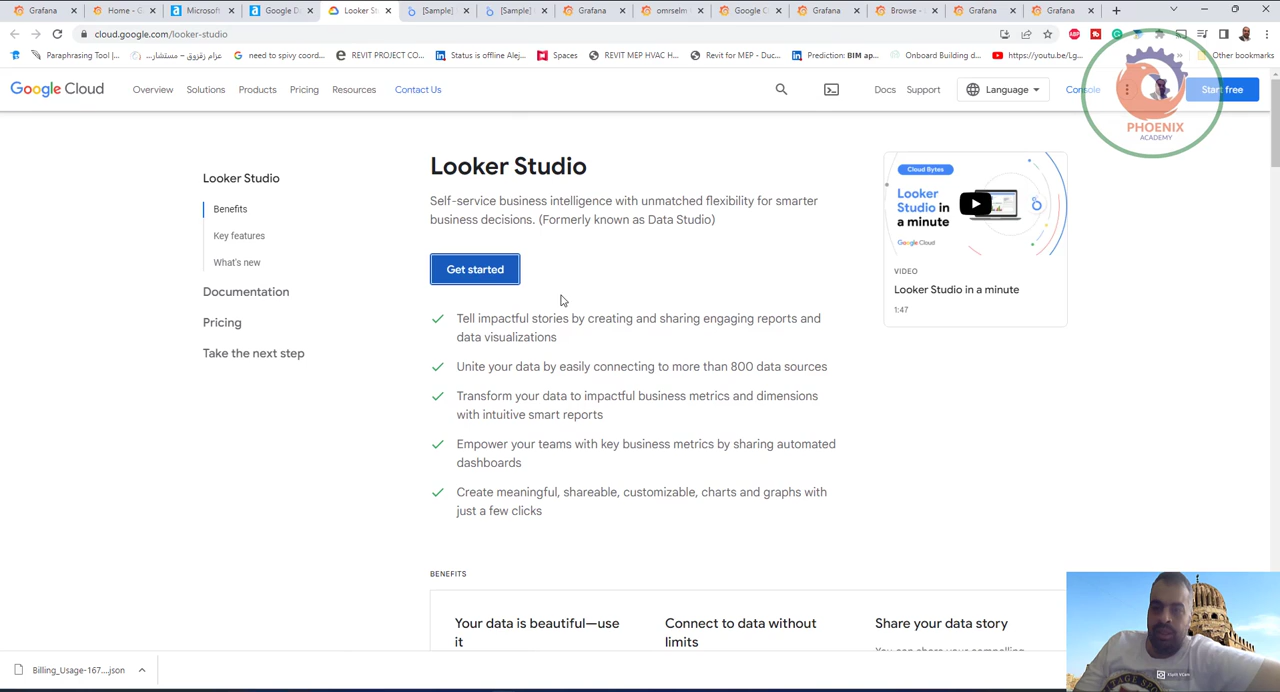 Grafana
Home - G
Microsoft
Google D
Looker St
[Sample]
[Sample]
Grafana
omrselm
Google C
Grafana
Browse -
Grafana
Grafana
cloud.google.com/looker-studio
Paraphrasing Tool |...
عزام زقزوق – مستشار...
need to spivy coord...
REVIT PROJECT CO...
Status is offline Alej...
Spaces
REVIT MEP HVAC H...
Revit for MEP - Duc...
Prediction: BIM ap...
Onboard Building d...
https://youtu.be/Lg...
Other bookmarks
Google Cloud
Overview
Solutions
Products
Pricing
Resources
Contact Us
Docs
Support
Language
Console
Start free
PHOENIX
ACADEMY
Looker Studio
Benefits
Key features
What's new
Documentation
Pricing
Take the next step
Looker Studio
Self-service business intelligence with unmatched flexibility for smarter
business decisions. (Formerly known as Data Studio)
Get started
Tell impactful stories by creating and sharing engaging reports and
data visualizations
Unite your data by easily connecting to more than 800 data sources
Transform your data to impactful business metrics and dimensions
with intuitive smart reports
Empower your teams with key business metrics by sharing automated
dashboards
Create meaningful, shareable, customizable, charts and graphs with
just a few clicks
Cloud Bytes
Looker
Studio in
a minute
Google Cloud
VIDEO
Looker Studio in a minute
1:47
BENEFITS
Your data is beautiful—use
it
Connect to data without
limits
Share your data story
Billing_Usage-167....json